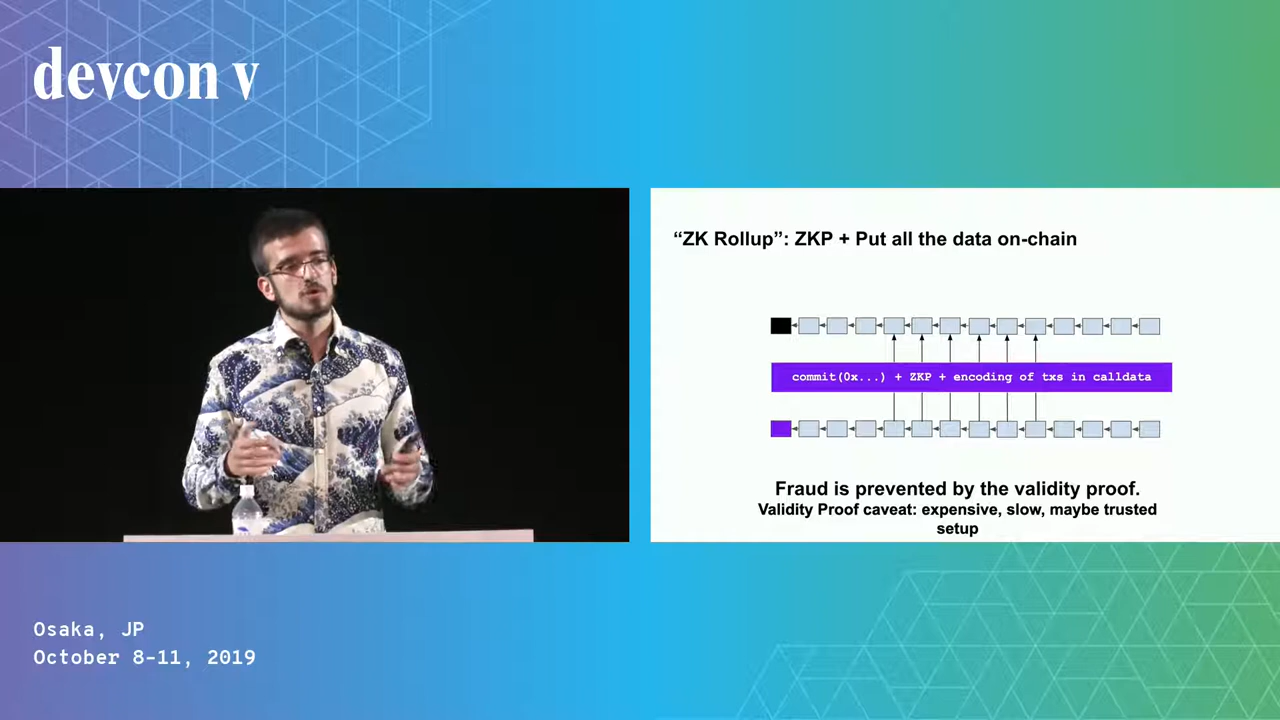 devcon v
“ZK Rollup”: ZKP + Put all the data on-chain
commit(0x...) + ZKP + encoding of txs in calldata
Fraud is prevented by the validity proof.
Validity Proof caveat: expensive, slow, maybe trusted
setup
Osaka, JP
October 8-11, 2019